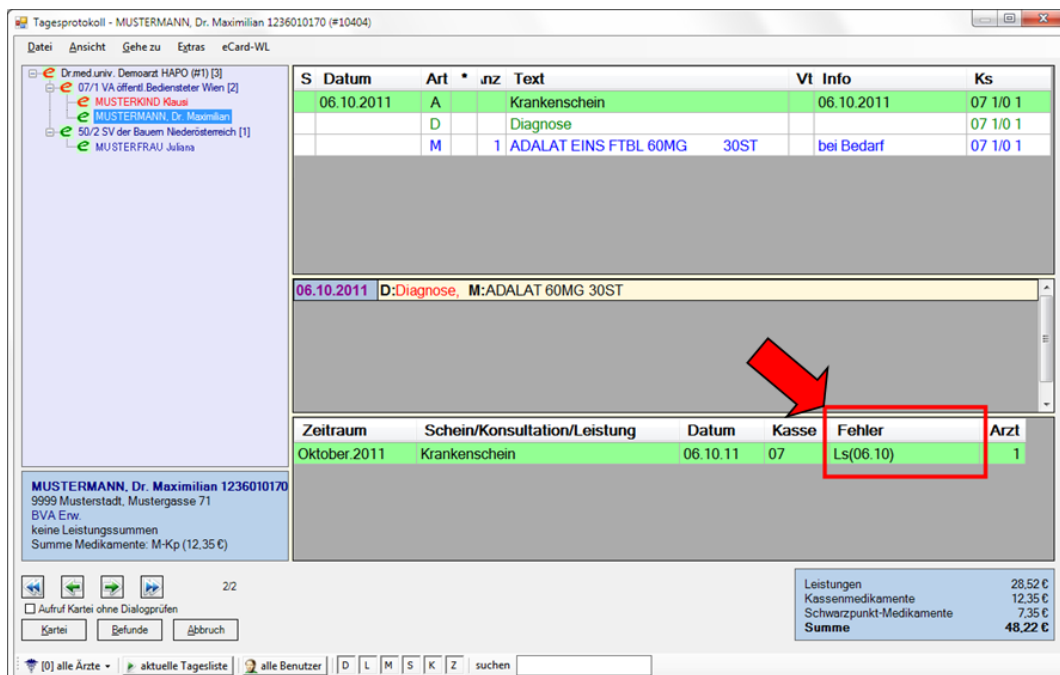 Tagesprotokoll - MUSTERMANN, Dr. Maximilian 1236010170 (#10404)
Datei Ansicht Gehe zu Extras eCard-WL
Dr.med.univ. Demoarzt HAPO (#1) [3]
07/1 VA öffentl.Bediensteter Wien [2]
MUSTERKIND Klausi
MUSTERMANN, Dr. Maximilian
50/2 SV der Bauern Niederösterreich [1]
MUSTERFRAU Juliana
S Datum Art * .nz Text Vt Info Ks
06.10.2011 A Krankenschein 06.10.2011 07 1/0 1
D Diagnose 07 1/0 1
M 1 ADALAT EINS FTBL 60MG 30ST bei Bedarf 07 1/0 1
06.10.2011 D:Diagnose, M:ADALAT 60MG 30ST
Zeitraum Schein/Konsultation/Leistung Datum Kasse Fehler Arzt
Oktober.2011 Krankenschein 06.10.11 07 Ls(06.10) 1
MUSTERMANN, Dr. Maximilian 1236010170
9999 Musterstadt, Mustergasse 71
BVA Erw.
keine Leistungssummen
Summe Medikamente: M-Kp (12,35 €)
2/2
Aufruf Kartei ohne Dialogprüfen
Kartei Befunde Abbruch
Leistungen 28,52 €
Kassenmedikamente 12,35 €
Schwarzpunkt-Medikamente 7,35 €
Summe 48,22 €
[0] alle Ärzte aktuelle Tagesliste alle Benutzer D L M S K Z suchen